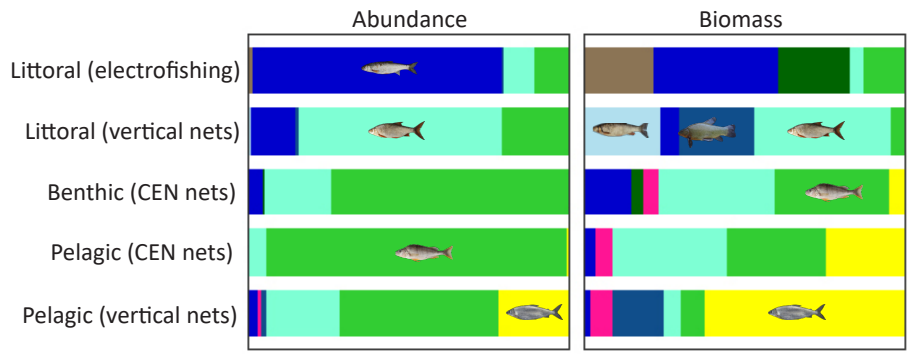 Abundance Biomass
Littoral (electrofishing)
Littoral (vertical nets)
Benthic (CEN nets)
Pelagic (CEN nets)
Pelagic (vertical nets)